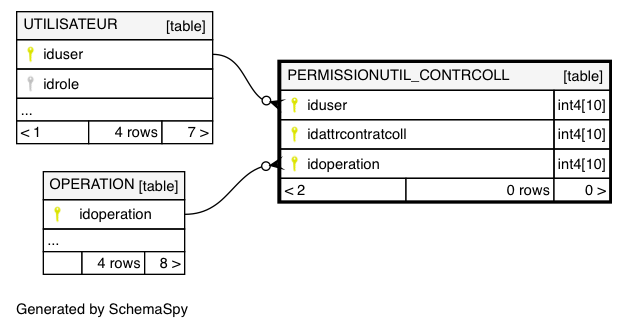 UTILISATEUR [table]
iduser
idrole
...
< 1 4 rows 7 >
PERMISSIONUTIL_CONTRCOLL [table]
iduser int4[10]
idattrcontratcoll int4[10]
idoperation int4[10]
< 2 0 rows 0 >
OPERATION [table]
idoperation
...
4 rows 8 >
Generated by SchemaSpy